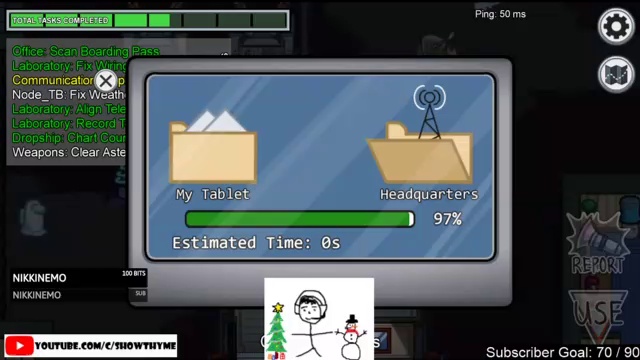 TOTAL TASKS COMPLETED
Ping: 50 ms
Office: Scan Boarding Pass
Laboratory: Fix Wiring
Communication
Node_TB: Fix Weath
Laboratory: Align Tele
Laboratory: Record T
Dropship: Chart Cour
Weapons: Clear Aste
My Tablet
Headquarters
97%
Estimated Time: 0s
REPORT
USE
NIKKINEMO
100 BITS
NIKKINEMO
SUB
YOUTUBE.COM/C/SHOWTHYME
Subscriber Goal: 70 / 90